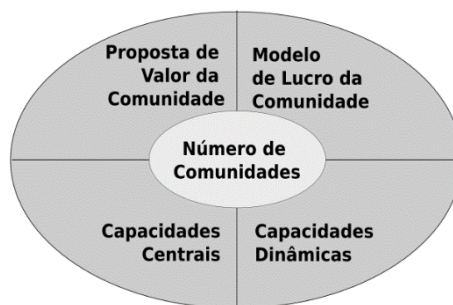 Proposta de
Valor da
Comunidade
Modelo
de Lucro da
Comunidade
Número de
Comunidades
Capacidades
Centrais
Capacidades
Dinâmicas